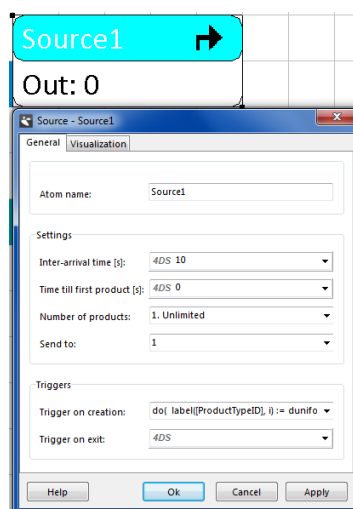 Source1
Out: 0
Source - Source1
General Visualization
Atom name: Source1
Settings
Inter-arrival time [s]: 4DS 10
Time till first product [s]: 4DS 0
Number of products: 1. Unlimited
Send to: 1
Triggers
Trigger on creation: do( label([ProductTypeID], i) := dunifo
Trigger on exit: 4DS
Help Ok Cancel Apply